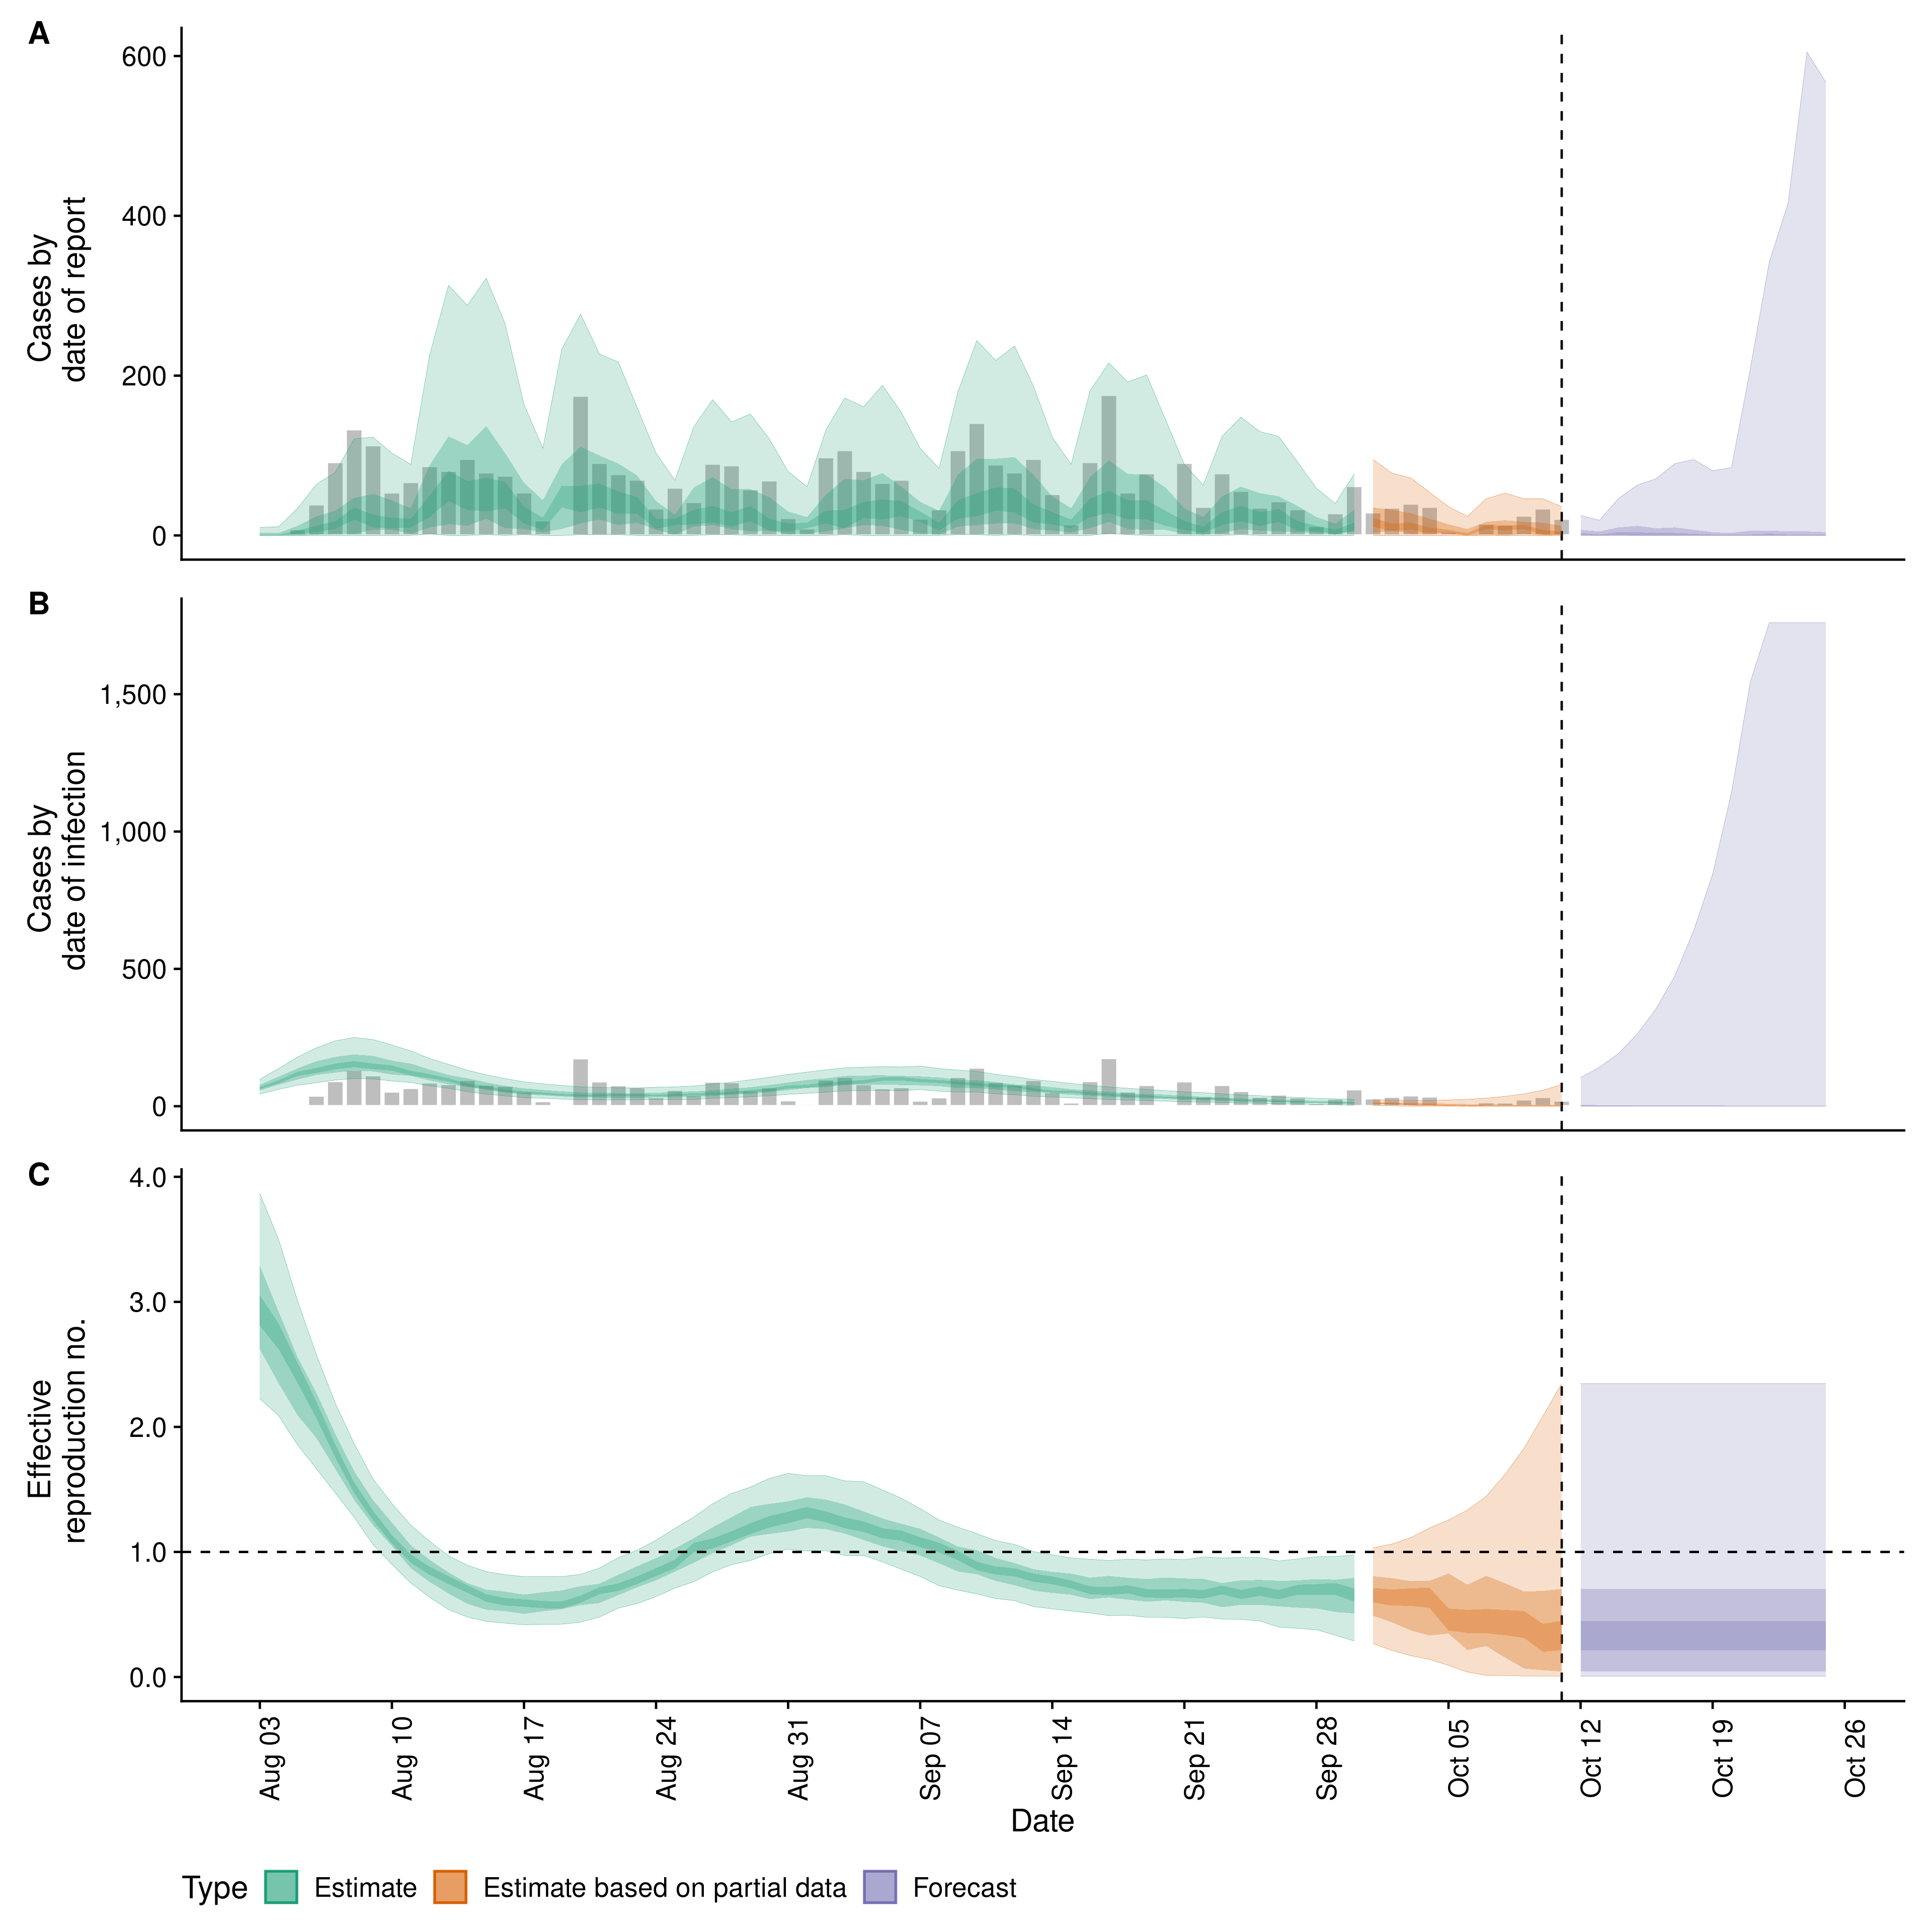 A
600
400
200
0
Cases by
date of report
B
1,500
1,000
500
0
Cases by
date of infection
C
4.0
3.0
2.0
1.0
0.0
Effective
reproduction no.
Aug 03
Aug 10
Aug 17
Aug 24
Aug 31
Sep 07
Sep 14
Sep 21
Sep 28
Oct 05
Oct 12
Oct 19
Oct 26
Date
Type Estimate Estimate based on partial data Forecast